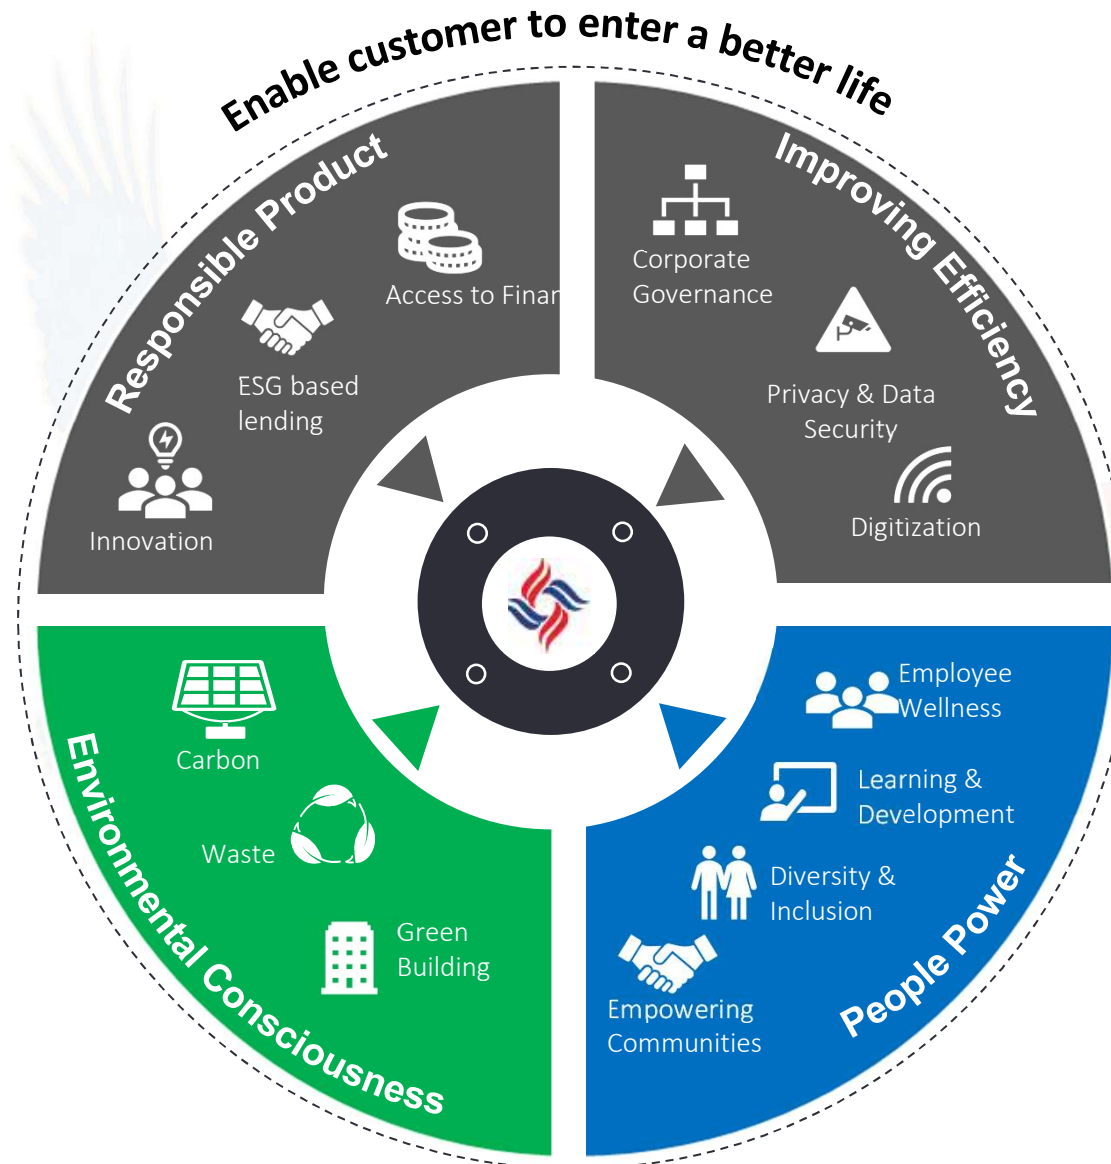 Enable customer to enter a better life
Responsible Product
Access to Finan
ESG based
lending
Innovation
Improving Efficiency
Corporate
Governance
Privacy & Data
Security
Digitization
Environmental Consciousness
Carbon
Waste
Green
Building
People Power
Employee
Wellness
Learning &
Development
Diversity &
Inclusion
Empowering
Communities